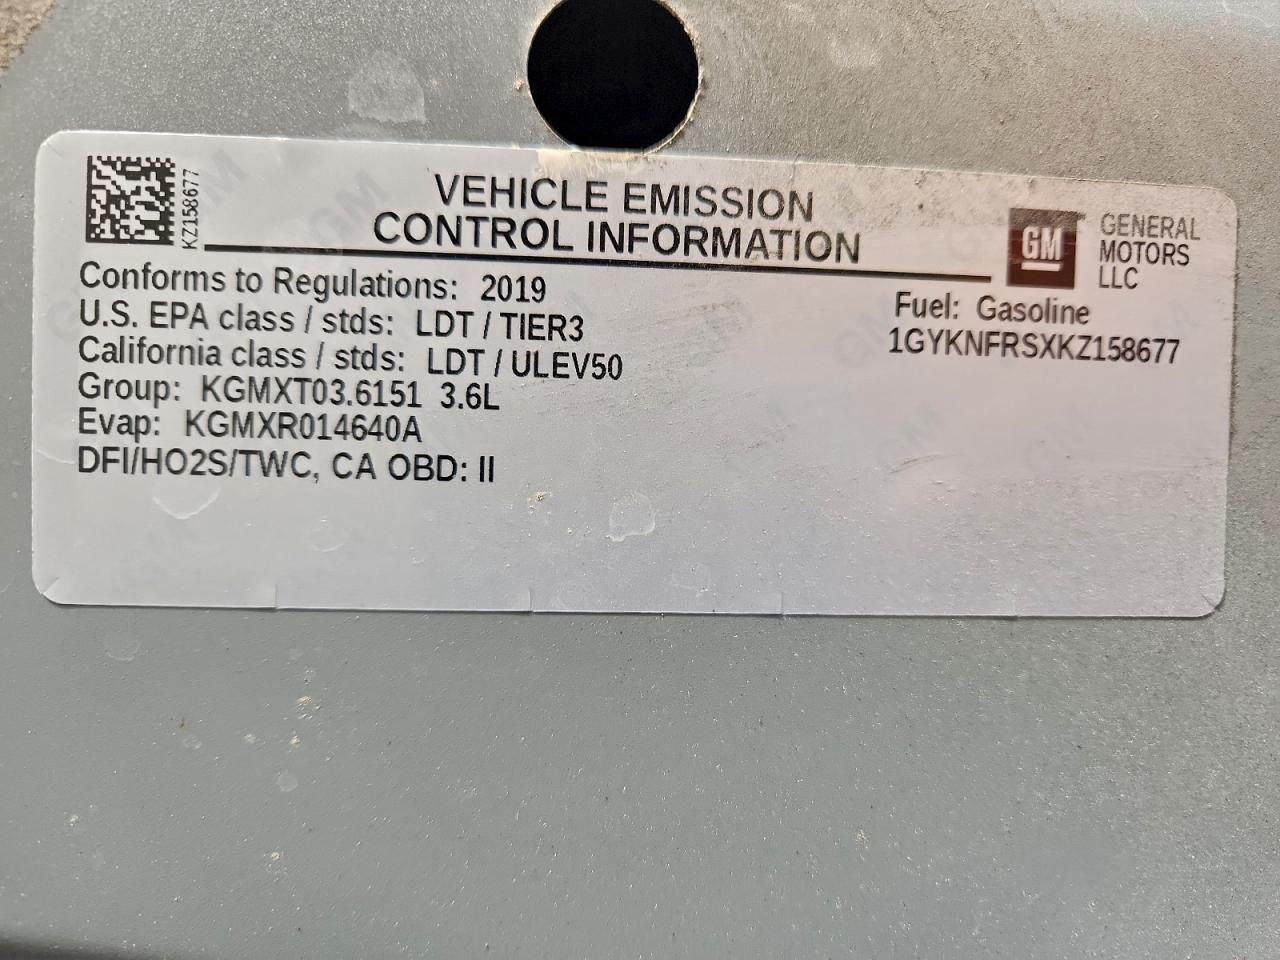 KZ158677
VEHICLE EMISSION
CONTROL INFORMATION
GM
GENERAL
MOTORS
LLC
Conforms to Regulations: 2019
U.S. EPA class / stds: LDT / TIER3
California class / stds: LDT / ULEV50
Group: KGMXT03.6151 3.6L
Evap: KGMXR014640A
DFI/HO2S/TWC, CA OBD: II
Fuel: Gasoline
1GYKNFRSXKZ158677